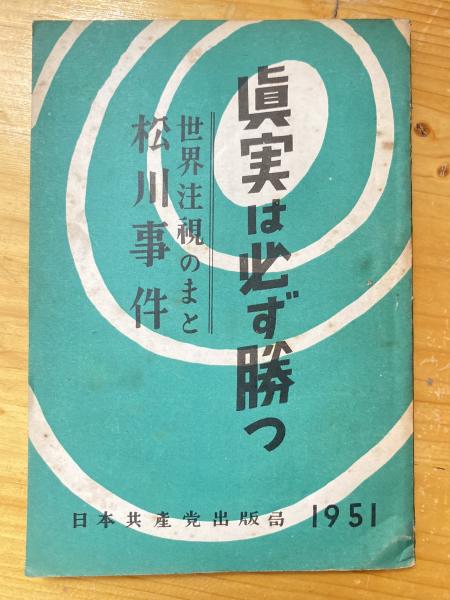 眞実は必ず勝つ
世界注視のまと
松川事件
日本共產党出版局 1951